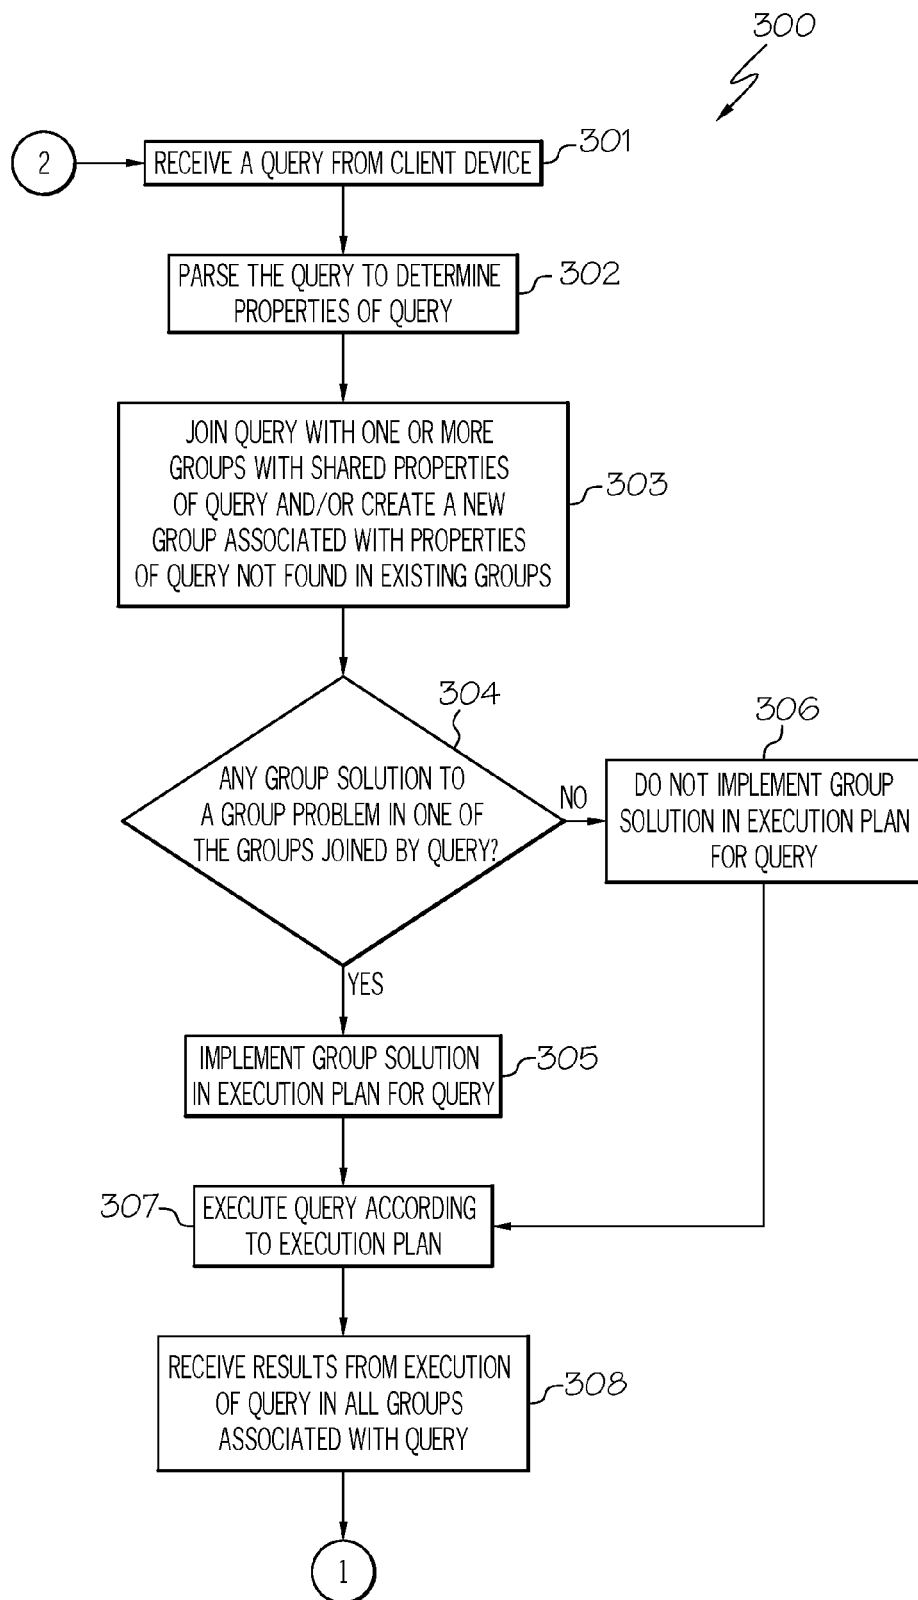 300
2
RECEIVE A QUERY FROM CLIENT DEVICE
301
PARSE THE QUERY TO DETERMINE
PROPERTIES OF QUERY
302
JOIN QUERY WITH ONE OR MORE
GROUPS WITH SHARED PROPERTIES
OF QUERY AND/OR CREATE A NEW
GROUP ASSOCIATED WITH PROPERTIES
OF QUERY NOT FOUND IN EXISTING GROUPS
303
304
ANY GROUP SOLUTION TO
A GROUP PROBLEM IN ONE OF
THE GROUPS JOINED BY QUERY?
NO
306
DO NOT IMPLEMENT GROUP
SOLUTION IN EXECUTION PLAN
FOR QUERY
YES
IMPLEMENT GROUP SOLUTION
IN EXECUTION PLAN FOR QUERY
305
307
EXECUTE QUERY ACCORDING
TO EXECUTION PLAN
RECEIVE RESULTS FROM EXECUTION
OF QUERY IN ALL GROUPS
ASSOCIATED WITH QUERY
308
1